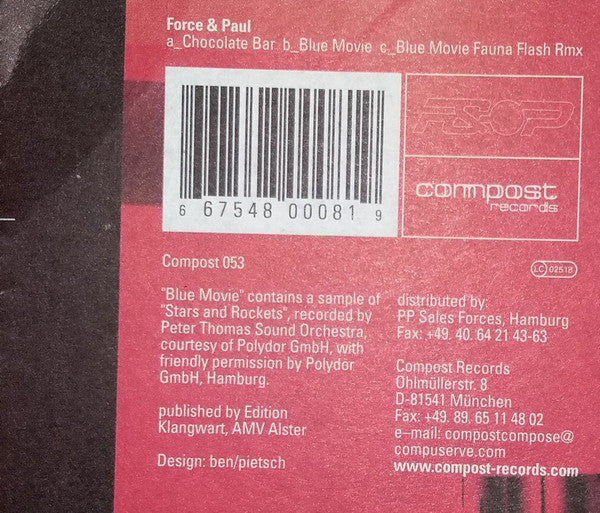 Force & Paul
a_Chocolate Bar b_Blue Movie c_Blue Movie Fauna Flash Rmx
F&P
compost
records
6 67548 00081 9
Compost 053
LC 02518
"Blue Movie" contains a sample of
"Stars and Rockets", recorded by
Peter Thomas Sound Orchestra,
courtesy of Polydor GmbH, with
friendly permission by Polydor
GmbH, Hamburg.
published by Edition
Klangwart, AMV Alster
Design: ben/pietsch
distributed by:
PP Sales Forces, Hamburg
Fax: +49. 40. 64 21 43-63
Compost Records
Ohlmüllerstr. 8
D-81541 München
Fax: +49. 89. 65 11 48 02
e-mail: compostcompose@
compuserve.com
www.compost-records.com